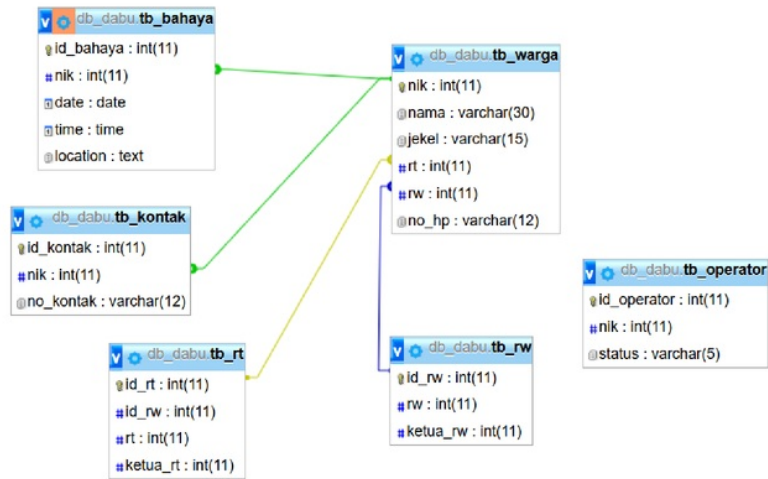 db_dabu.tb_bahaya
id_bahaya : int(11)
nik : int(11)
date : date
time : time
location : text
db_dabu.tb_warga
nik : int(11)
nama : varchar(30)
jekel : varchar(15)
rt : int(11)
rw : int(11)
no_hp : varchar(12)
db_dabu.tb_kontak
id_kontak : int(11)
nik : int(11)
no_kontak : varchar(12)
db_dabu.tb_operator
id_operator : int(11)
nik : int(11)
status : varchar(5)
db_dabu.tb_rt
id_rt : int(11)
id_rw : int(11)
rt : int(11)
ketua_rt : int(11)
db_dabu.tb_rw
id_rw : int(11)
rw : int(11)
ketua_rw : int(11)